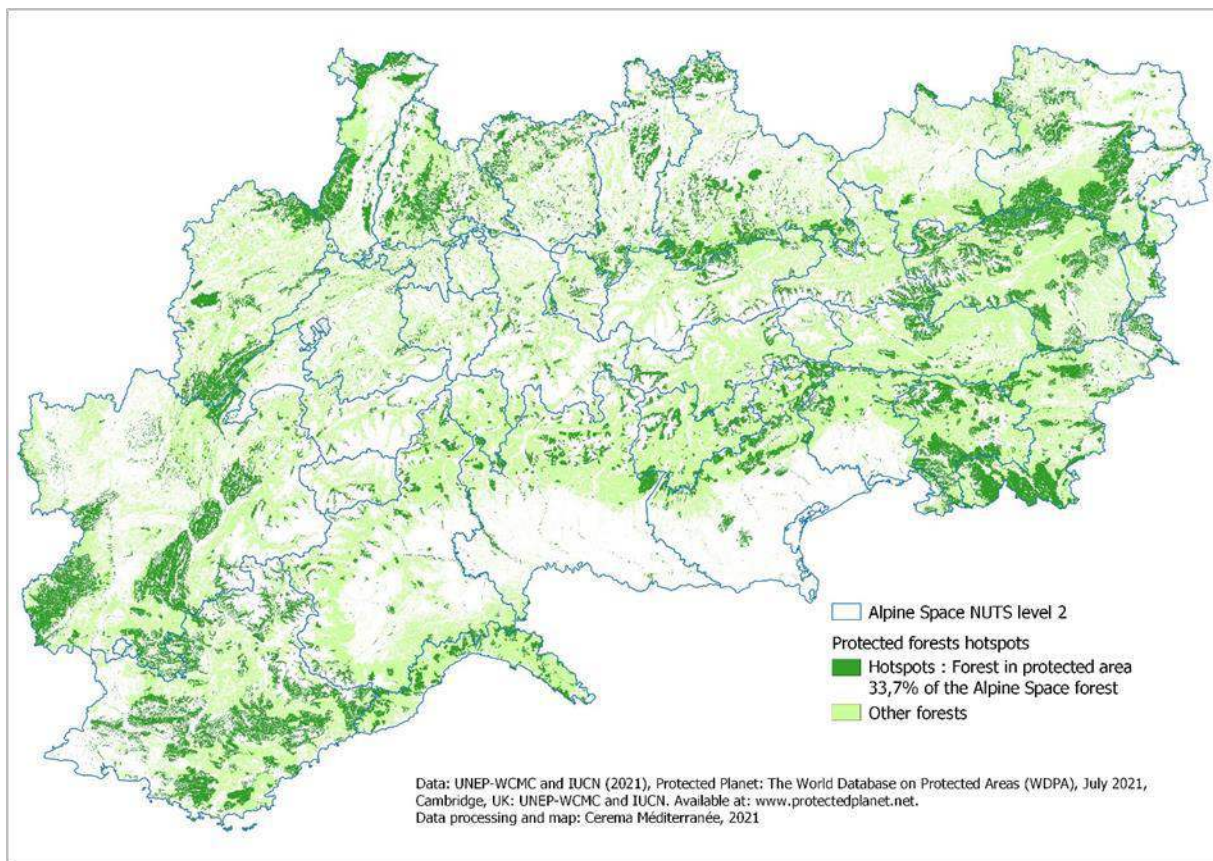 Alpine Space NUTS level 2
Protected forests hotspots
Hotspots : Forest in protected area
33,7% of the Alpine Space forest
Other forests
Data: UNEP-WCMC and IUCN (2021), Protected Planet: The World Database on Protected Areas (WDPA), July 2021,
Cambridge, UK: UNEP-WCMC and IUCN. Available at: www.protectedplanet.net.
Data processing and map: Cerema Méditerranée, 2021